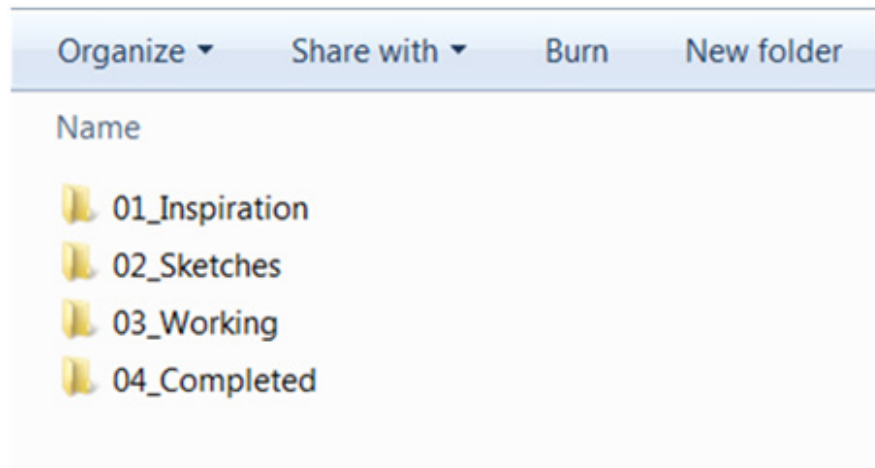 Organize Share with Burn New folder
Name
01_Inspiration
02_Sketches
03_Working
04_Completed